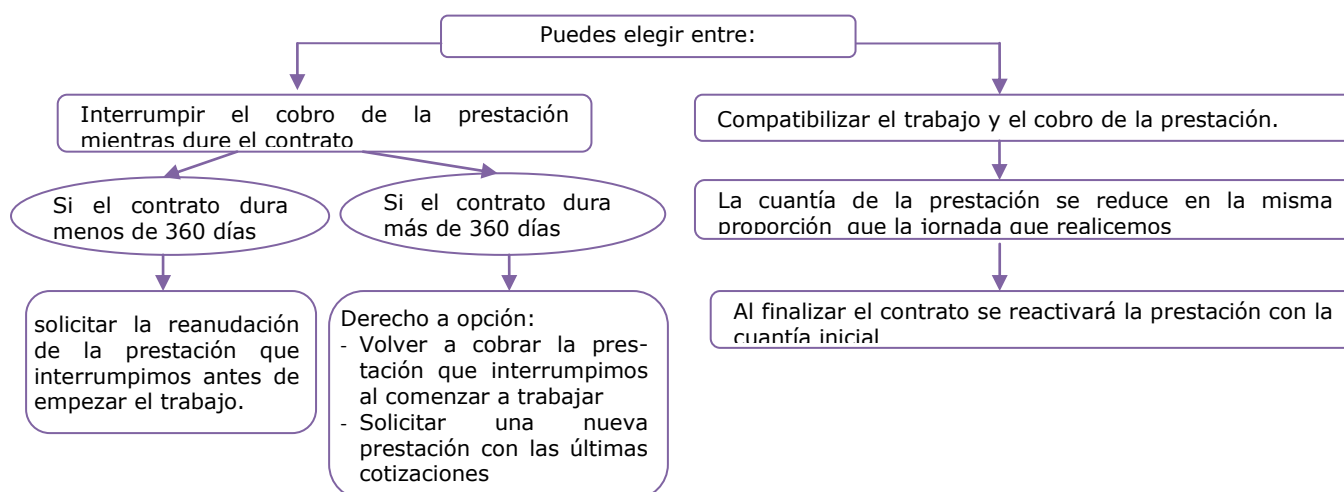 Puedes elegir entre:
Interrumpir el cobro de la prestación
mientras dure el contrato
Si el contrato dura
menos de 360 días
Si el contrato dura
más de 360 días
solicitar la reanudación
de la prestación que
interrumpimos antes de
empezar el trabajo.
Derecho a opción:
- Volver a cobrar la pres-
tación que interrumpimos
al comenzar a trabajar
- Solicitar una nueva
prestación con las últimas
cotizaciones
Compatibilizar el trabajo y el cobro de la prestación.
La cuantía de la prestación se reduce en la misma
proporción que la jornada que realicemos
Al finalizar el contrato se reactivará la prestación con la
cuantía inicial